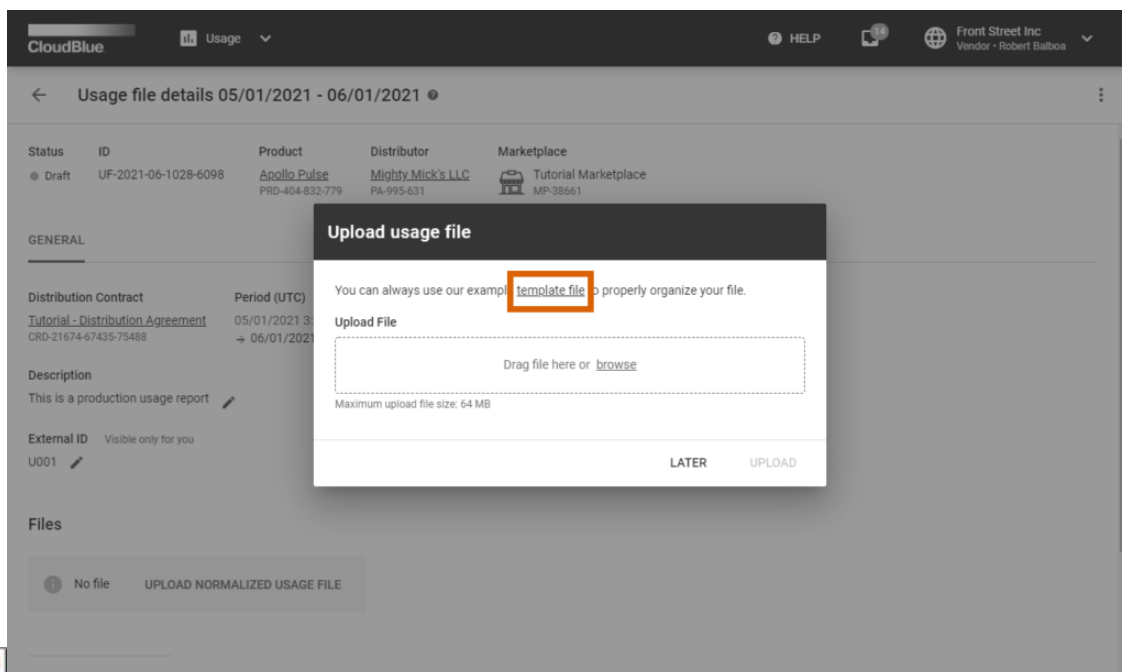 CloudBlue
Usage
HELP
14
Front Street Inc
Vendor • Robert Balboa
Usage file details 05/01/2021 - 06/01/2021
Status
ID
Product
Distributor
Marketplace
Draft
UF-2021-06-1028-6098
Apollo Pulse
Mighty Mick's LLC
Tutorial Marketplace
PRD-404-832-779
PA-995-631
MP-38661
GENERAL
Upload usage file
You can always use our exampl template file o properly organize your file.
Upload File
Drag file here or browse
Maximum upload file size: 64 MB
LATER
UPLOAD
Distribution Contract
Period (UTC)
Tutorial - Distribution Agreement
05/01/2021 3:
CRD-21674-67435-75488
→ 06/01/2021
Description
This is a production usage report
External ID
Visible only for you
U001
Files
No file
UPLOAD NORMALIZED USAGE FILE